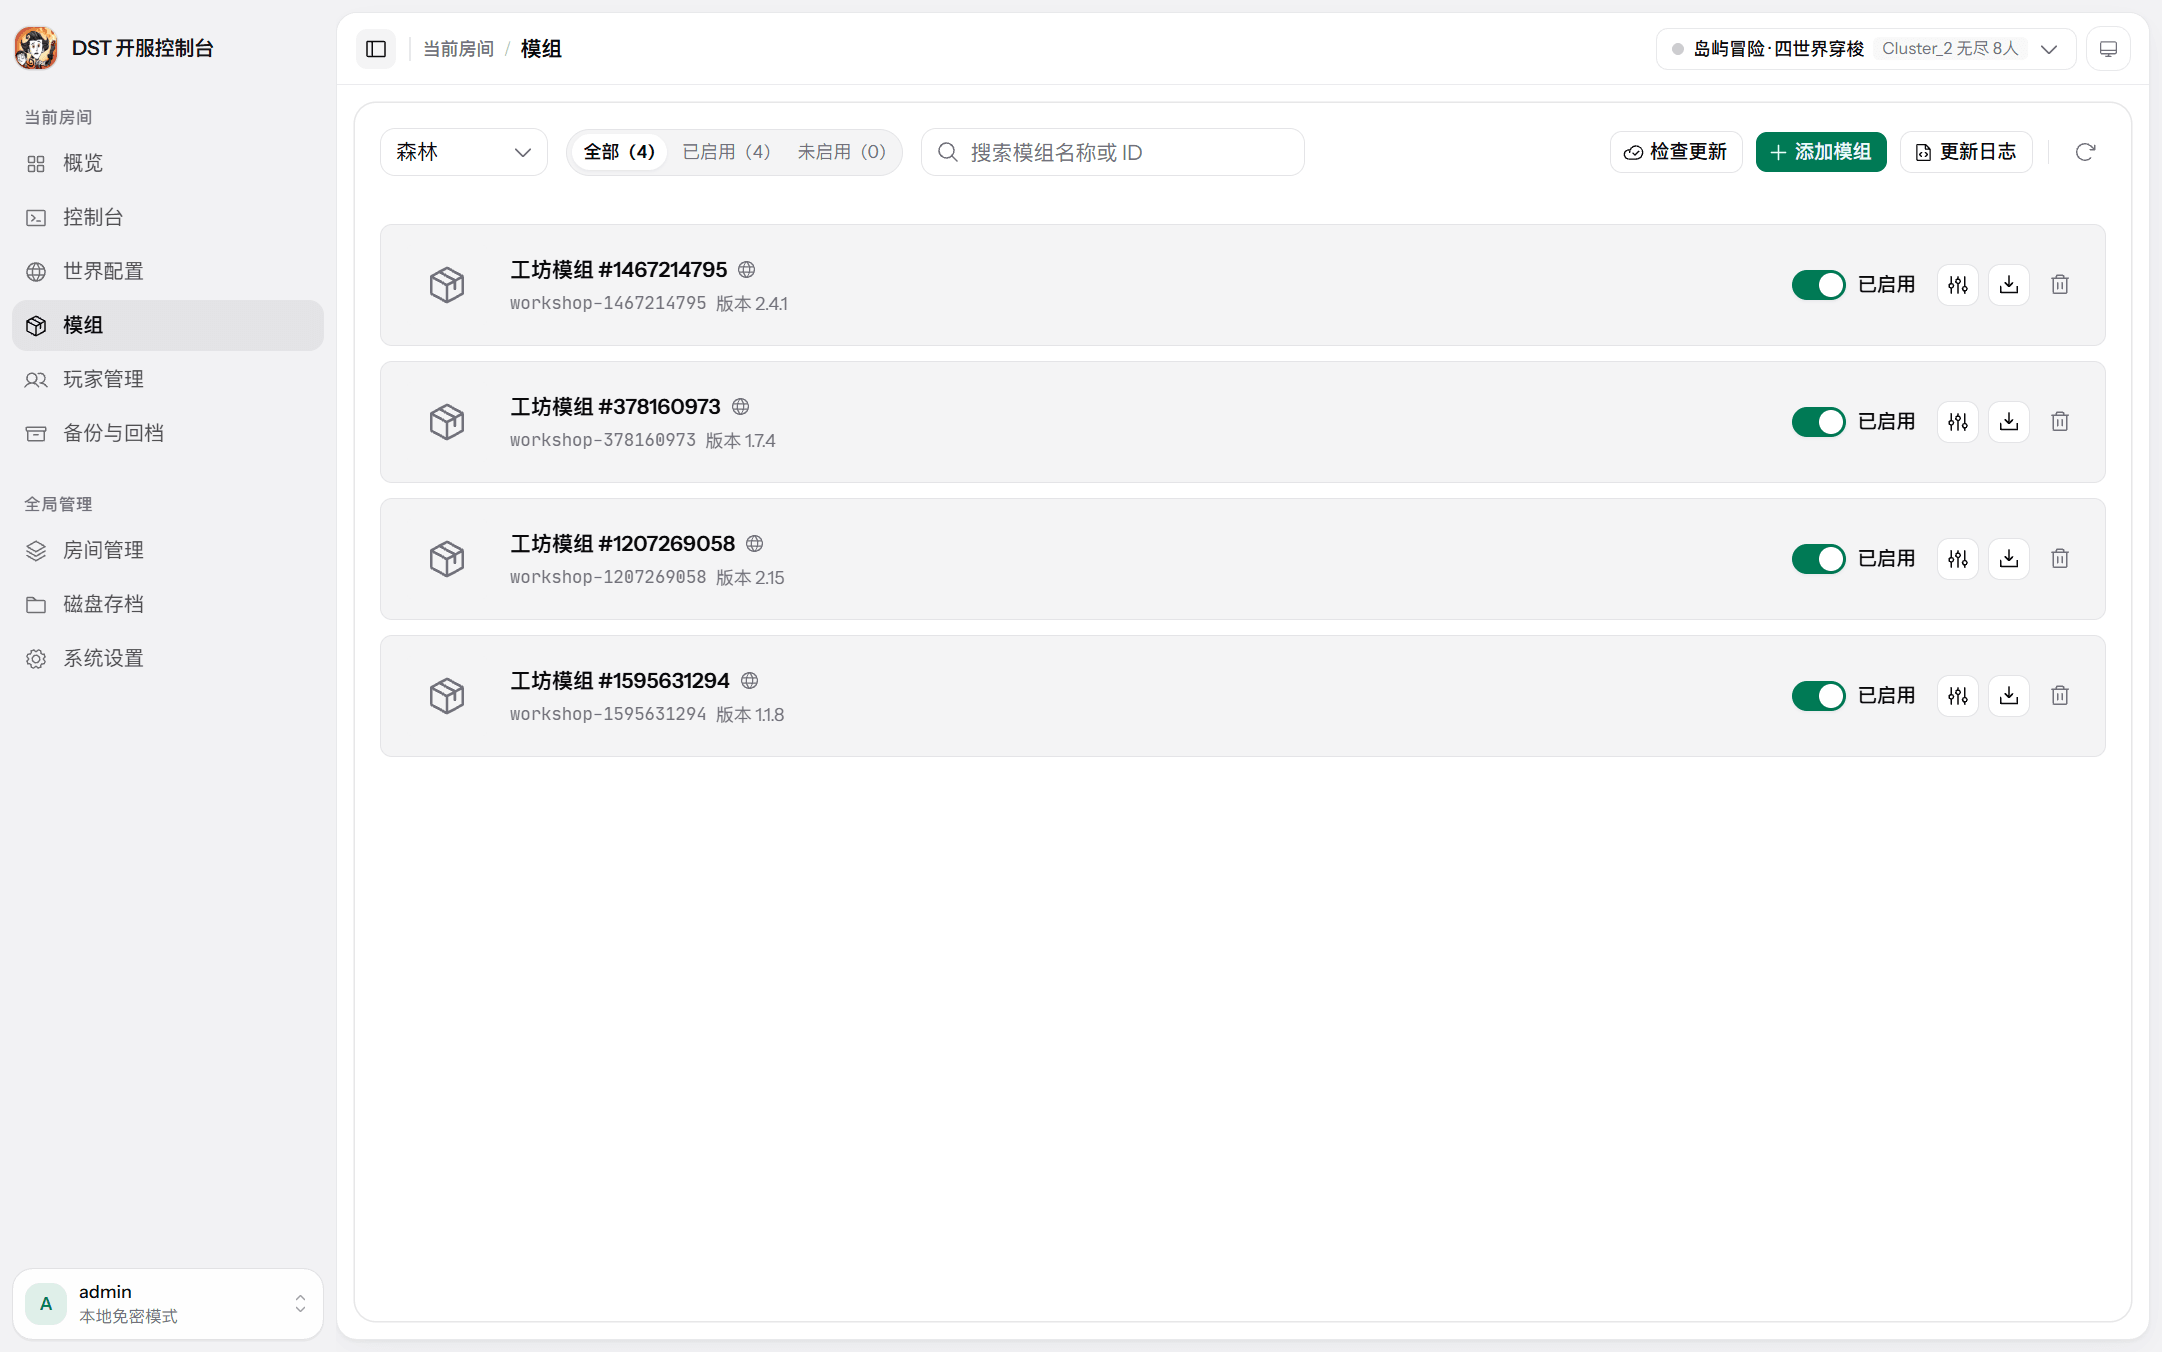 DST 开服控制台
当前房间
概览
控制台
世界配置
模组
玩家管理
备份与回档
全局管理
房间管理
磁盘存档
系统设置
A
admin
本地免密模式
当前房间 / 模组
岛屿冒险·四世界穿梭 Cluster_2 无尽 8人
森林
全部（4） 已启用（4） 未启用（0）
搜索模组名称或 ID
检查更新
添加模组
更新日志
工坊模组 #1467214795
workshop-1467214795 版本 2.4.1
已启用
工坊模组 #378160973
workshop-378160973 版本 1.7.4
已启用
工坊模组 #1207269058
workshop-1207269058 版本 2.15
已启用
工坊模组 #1595631294
workshop-1595631294 版本 1.1.8
已启用